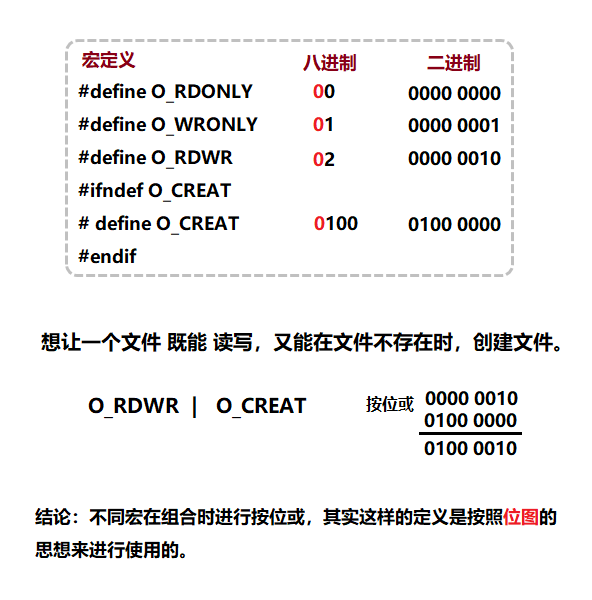 宏定义 八进制 二进制
#define O_RDONLY 00 0000 0000
#define O_WRONLY 01 0000 0001
#define O_RDWR 02 0000 0010
#ifndef O_CREAT
# define O_CREAT 0100 0100 0000
#endif
想让一个文件 既能 读写，又能在文件不存在时，创建文件。
O_RDWR | O_CREAT 按位或 0000 0010
0100 0000
0100 0010
结论：不同宏在组合时进行按位或，其实这样的定义是按照位图的
思想来进行使用的。